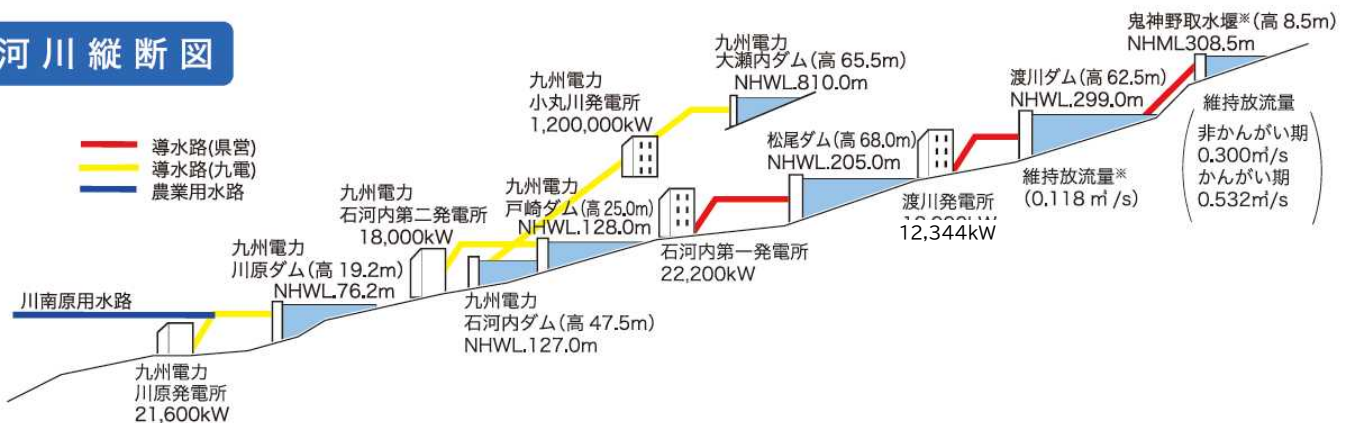 河川縦断図
導水路(県営)
導水路(九電)
農業用水路
川南原用水路
九州電力
川原発電所
21,600kW
九州電力
川原ダム(高 19.2m)
NHWL.76.2m
九州電力
石河内第二発電所
18,000kW
九州電力
戸崎ダム(高 25.0m)
NHWL.128.0m
九州電力
石河内ダム(高 47.5m)
NHWL.127.0m
九州電力
小丸川発電所
1,200,000kW
九州電力
大瀬内ダム(高 65.5m)
NHWL.810.0m
石河内第一発電所
22,200kW
松尾ダム(高 68.0m)
NHWL.205.0m
渡川発電所
12,344kW
渡川ダム(高 62.5m)
NHWL.299.0m
維持放流量※
(0.118 ㎥/s)
鬼神野取水堰※(高 8.5m)
NHML308.5m
維持放流量
非かんがい期
0.300㎥/s
かんがい期
0.532㎥/s